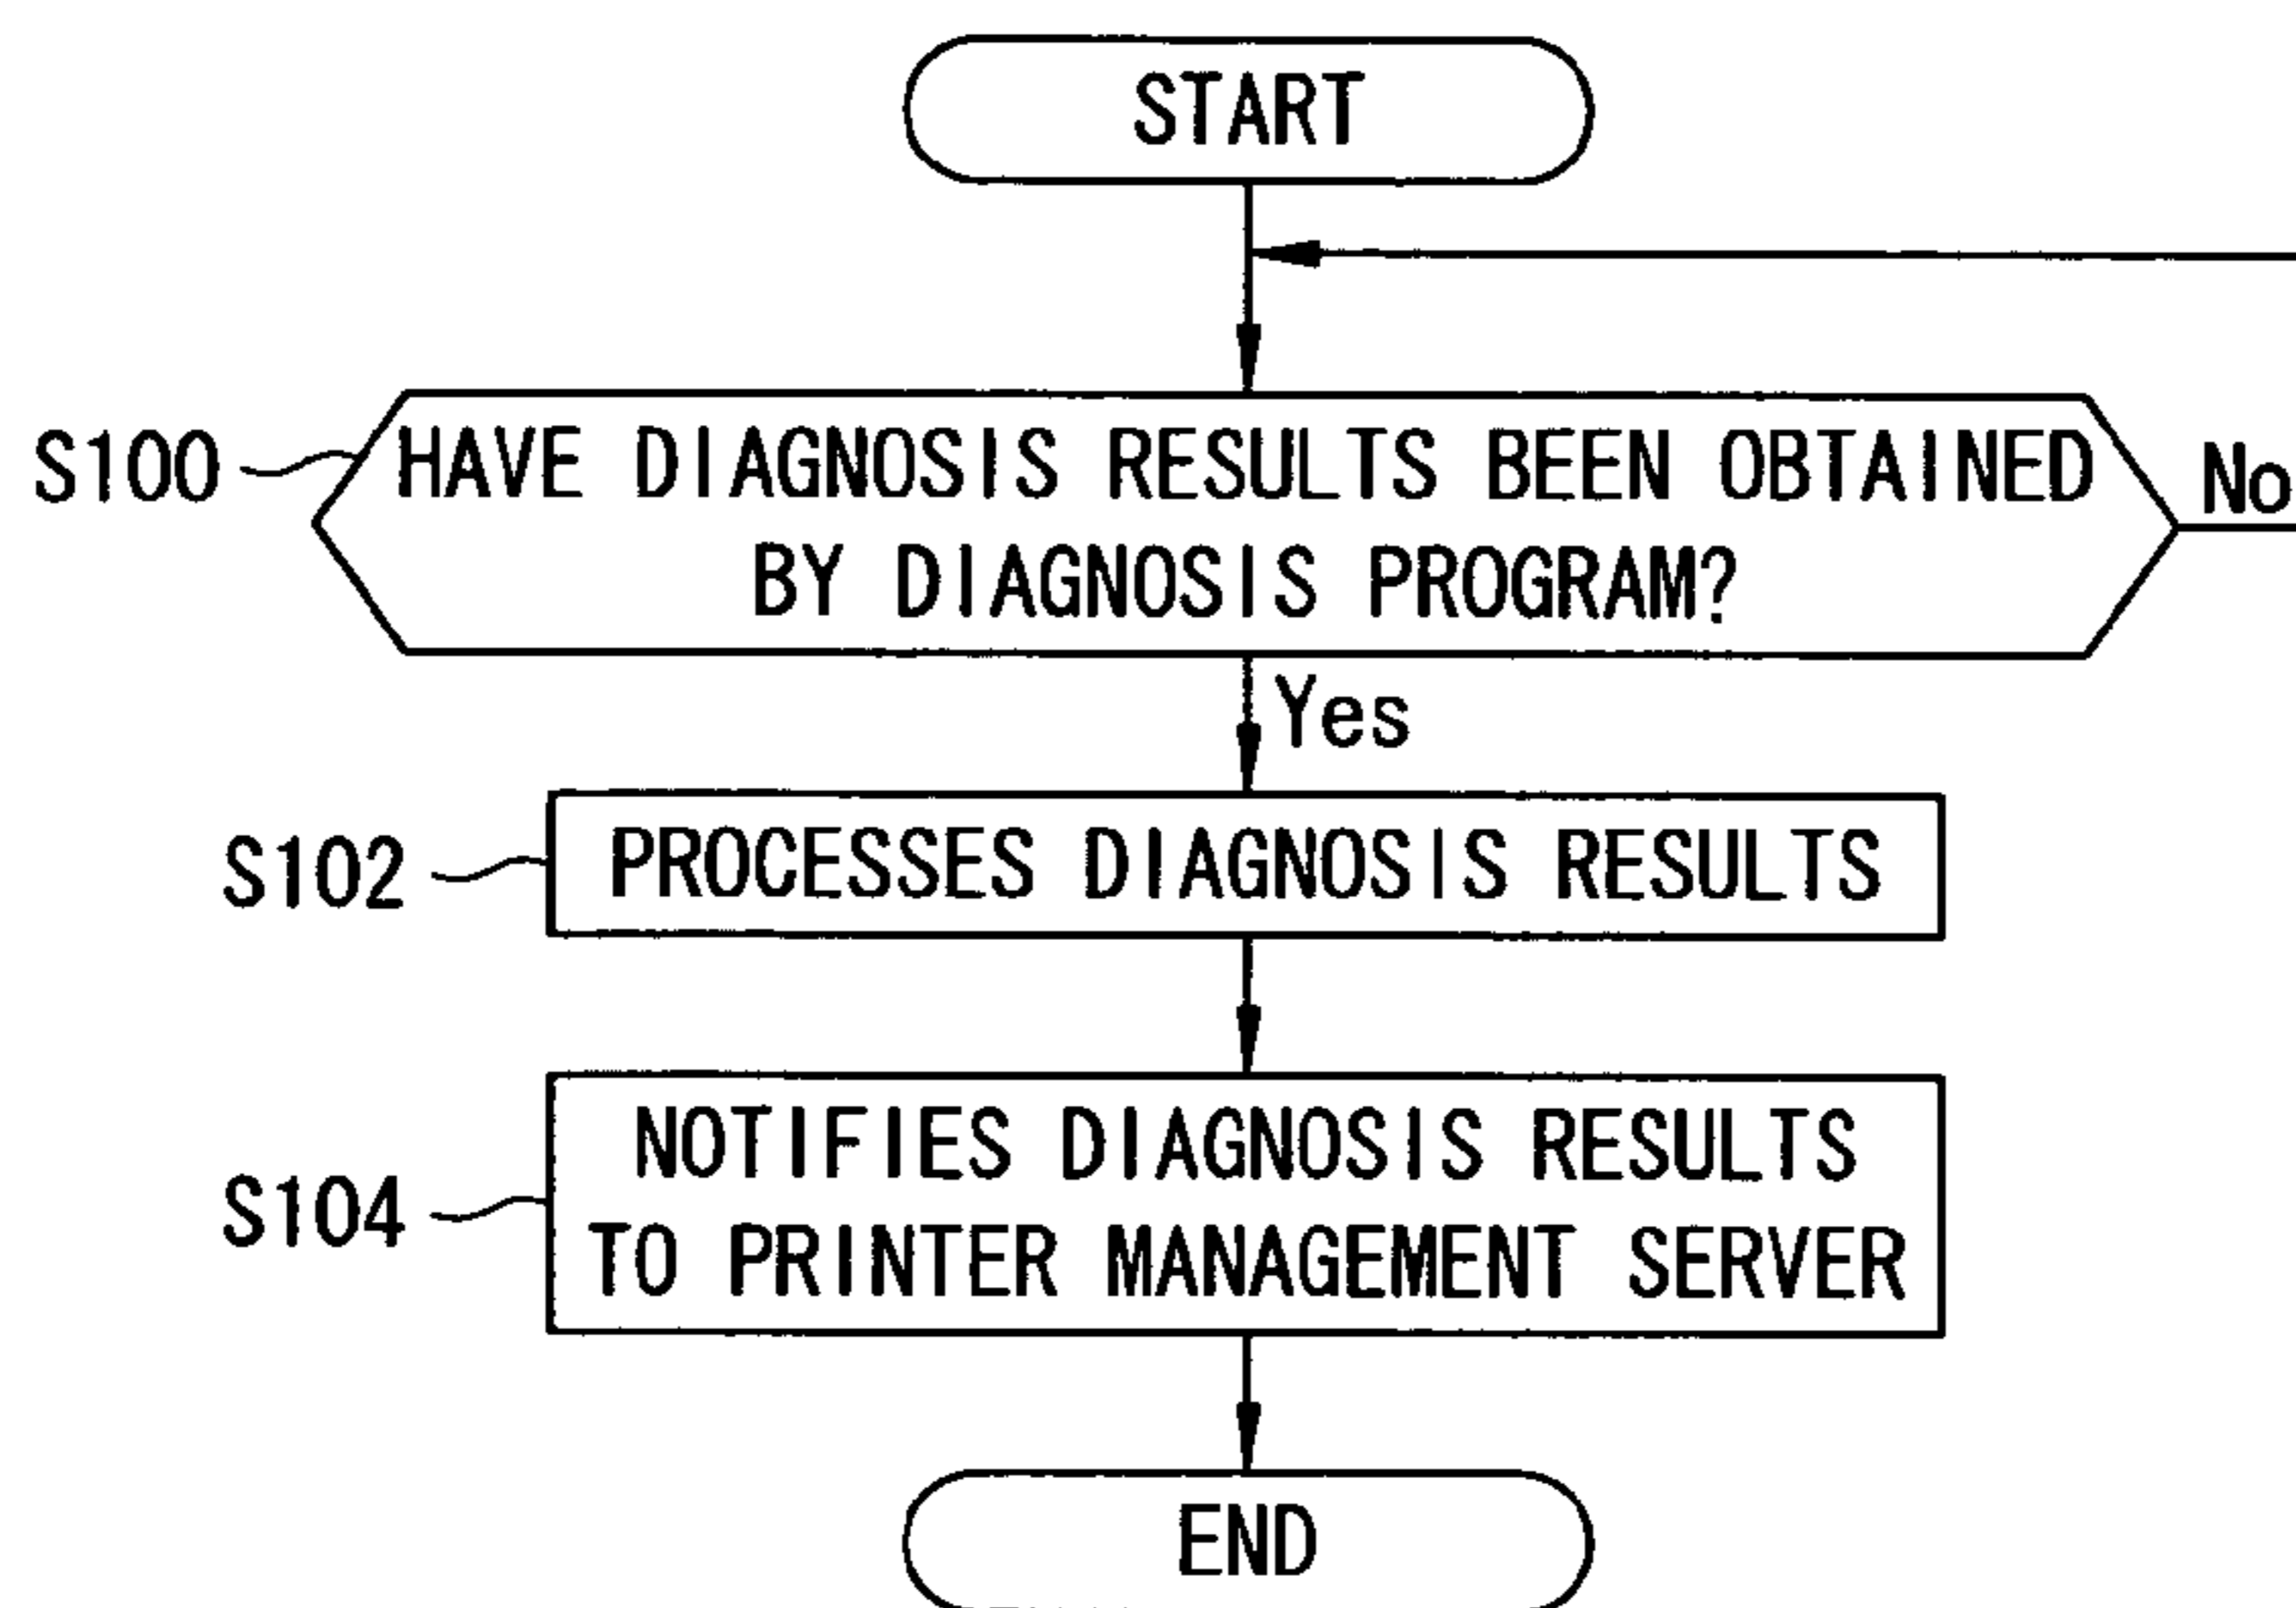 START
S100
HAVE DIAGNOSIS RESULTS BEEN OBTAINED
BY DIAGNOSIS PROGRAM?
No
Yes
S102
PROCESSES DIAGNOSIS RESULTS
S104
NOTIFIES DIAGNOSIS RESULTS
TO PRINTER MANAGEMENT SERVER
END